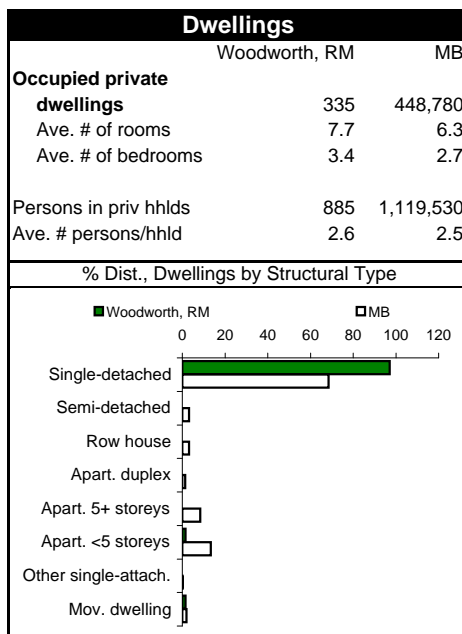 Dwellings
Woodworth, RM MB
Occupied private
dwellings 335 448,780
Ave. # of rooms 7.7 6.3
Ave. # of bedrooms 3.4 2.7
Persons in priv hhlds 885 1,119,530
Ave. # persons/hhld 2.6 2.5
% Dist., Dwellings by Structural Type
Woodworth, RM MB
0 20 40 60 80 100 120
Single-detached
Semi-detached
Row house
Apart. duplex
Apart. 5+ storeys
Apart. <5 storeys
Other single-attach.
Mov. dwelling